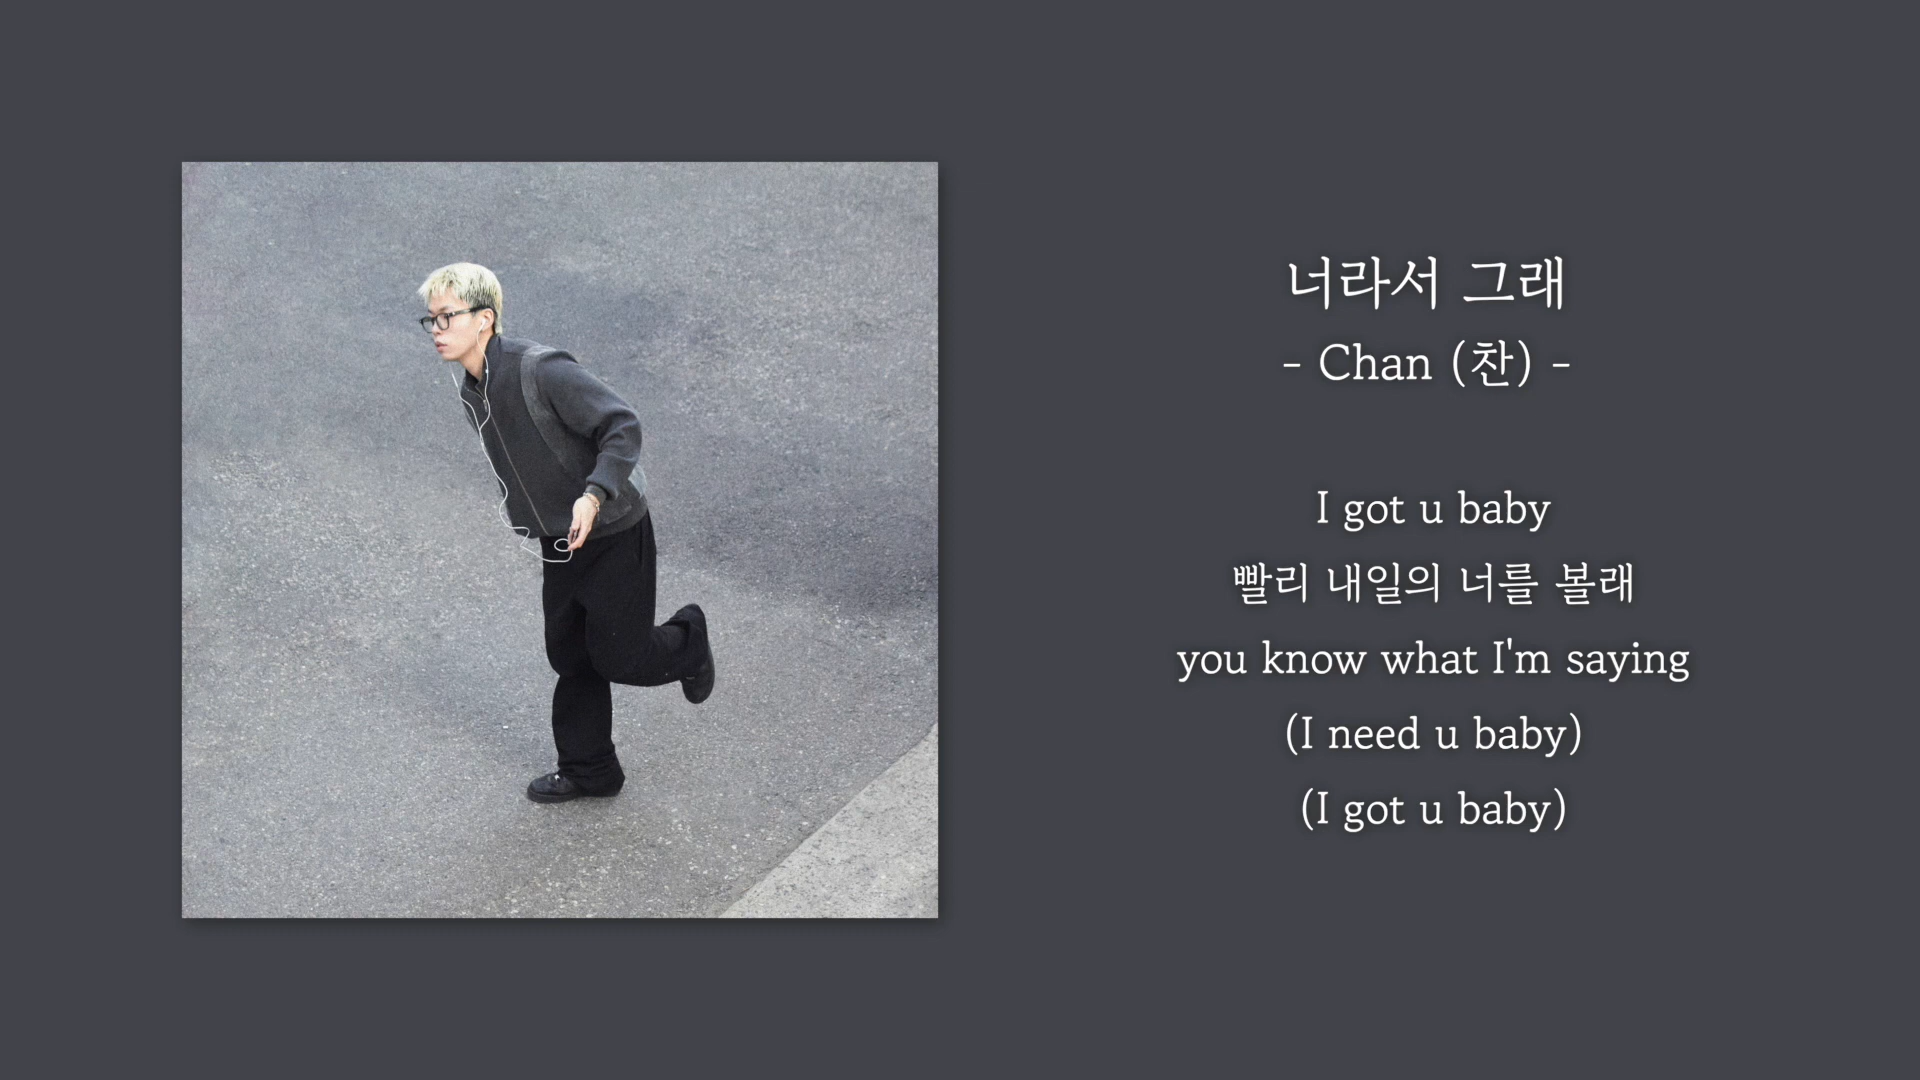 너라서 그래
- Chan (찬) -
I got u baby
빨리 내일의 너를 볼래
you know what I'm saying
(I need u baby)
(I got u baby)